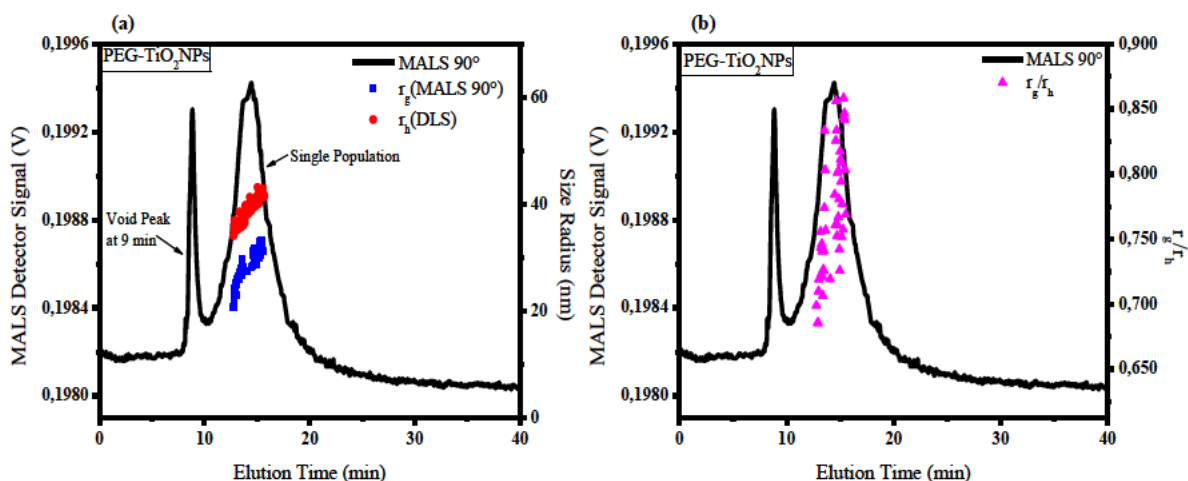 (a)
PEG-TiO2NPs
MALS 90°
rg(MALS 90°)
rh(DLS)
Single Population
Void Peak
at 9 min
0,1996
0,1992
0,1988
0,1984
0,1980
MALS Detector Signal (V)
60
40
20
0
Size Radius (nm)
0 10 20 30 40
Elution Time (min)
(b)
PEG-TiO2NPs
MALS 90°
rg/rh
0,1996
0,1992
0,1988
0,1984
0,1980
MALS Detector Signal (V)
0,900
0,850
0,800
0,750
0,700
0,650
rg/rh
0 10 20 30 40
Elution Time (min)